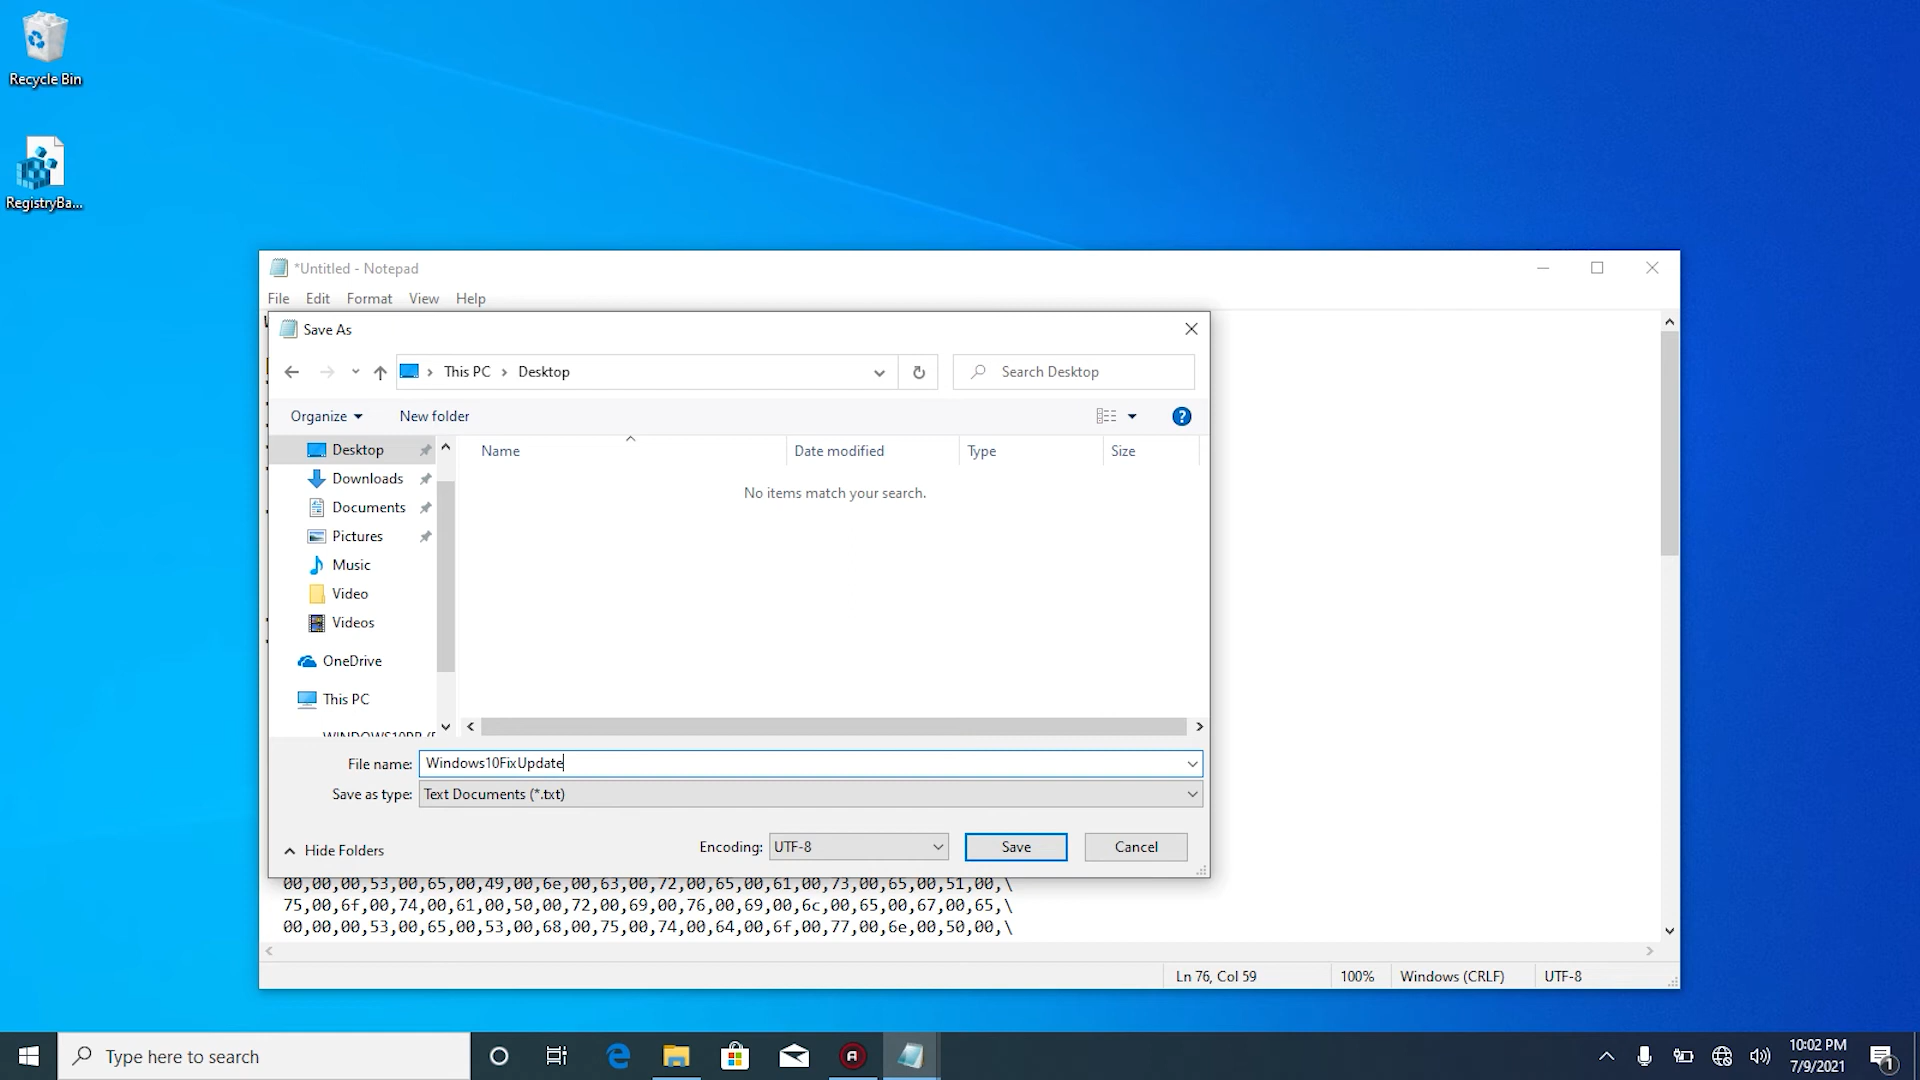 Recycle Bin
RegistryBa...
*Untitled - Notepad
File Edit Format View Help
Save As
This PC Desktop
Search Desktop
Organize New folder
Desktop
Downloads
Documents
Pictures
Music
Video
Videos
OneDrive
This PC
Name Date modified Type Size
No items match your search.
File name: Windows10FixUpdate
Save as type: Text Documents (*.txt)
Hide Folders
Encoding: UTF-8 Save Cancel
00,00,00,53,00,65,00,49,00,6e,00,63,00,72,00,65,00,61,00,73,00,65,00,51,00,\
75,00,6f,00,74,00,61,00,50,00,72,00,69,00,76,00,69,00,6c,00,65,00,67,00,65,\
00,00,00,53,00,65,00,53,00,68,00,75,00,74,00,64,00,6f,00,77,00,6e,00,50,00,\
Ln 76, Col 59 100% Windows (CRLF) UTF-8
Type here to search
10:02 PM
7/9/2021
1